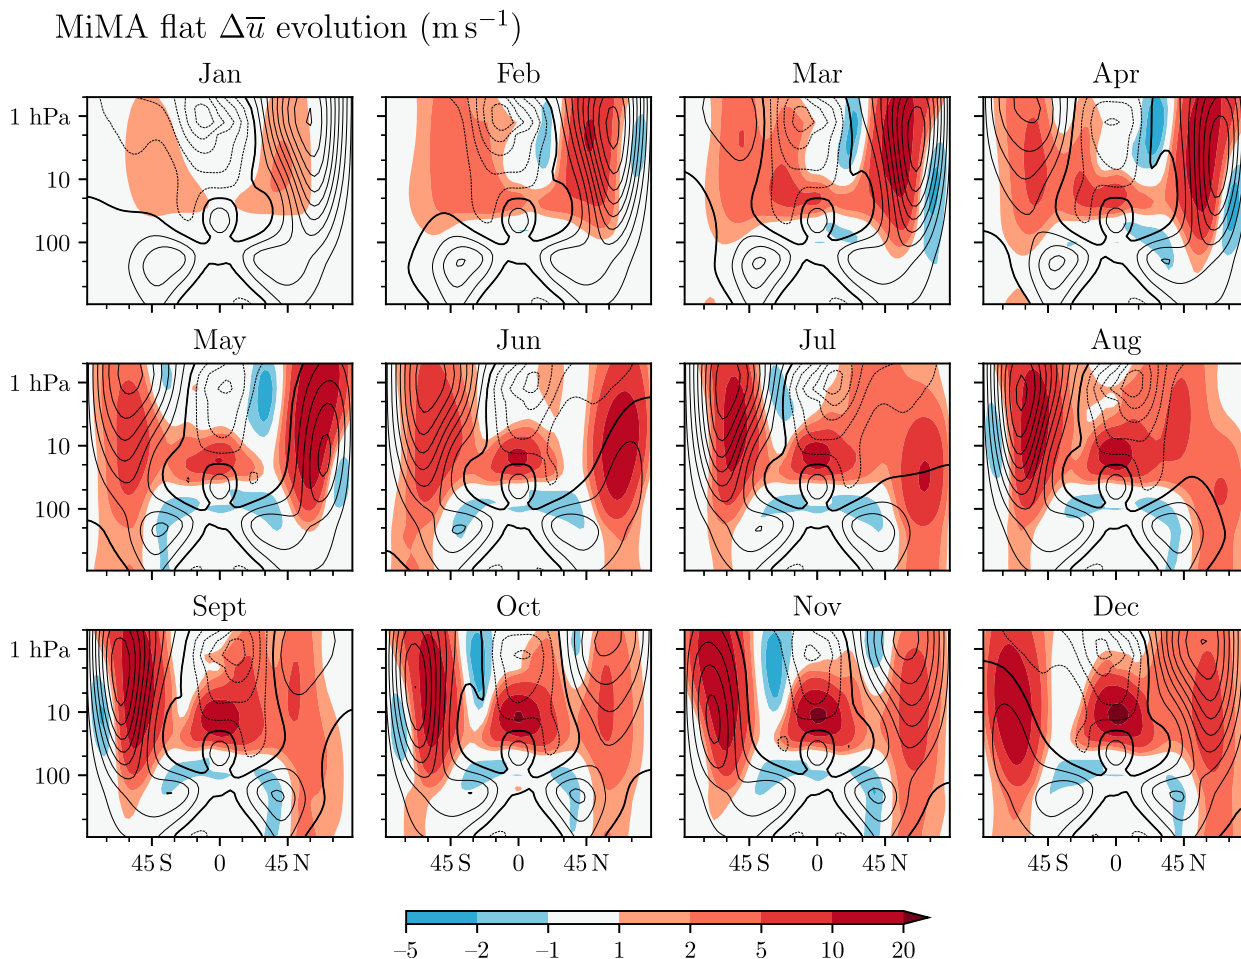 MiMA flat Δu̅ evolution (m s⁻¹)
Jan Feb Mar Apr
1 hPa
10
100
May Jun Jul Aug
1 hPa
10
100
Sept Oct Nov Dec
1 hPa
10
100
45 S 0 45 N 45 S 0 45 N 45 S 0 45 N 45 S 0 45 N
−5 −2 −1 1 2 5 10 20